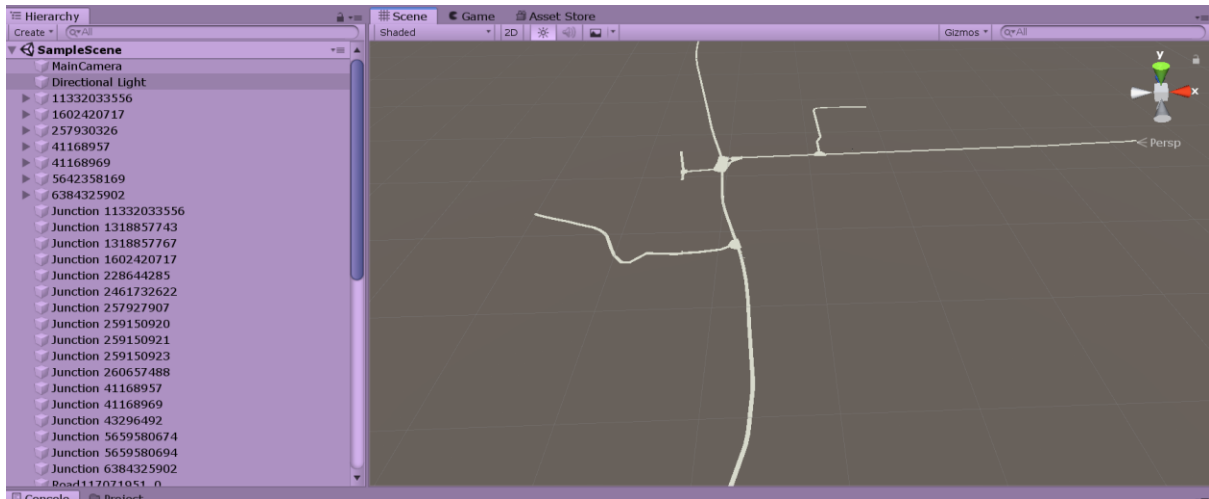 Hierarchy
Create
All
SampleScene
MainCamera
Directional Light
11332033556
1602420717
257930326
41168957
41168969
5642358169
6384325902
Junction 11332033556
Junction 1318857743
Junction 1318857767
Junction 1602420717
Junction 228644285
Junction 2461732622
Junction 257927907
Junction 259150920
Junction 259150921
Junction 259150923
Junction 260657488
Junction 41168957
Junction 41168969
Junction 43296492
Junction 5659580674
Junction 5659580694
Junction 6384325902
Road117071951_0
Console Project
Scene Game Asset Store
Shaded 2D Gizmos All
y
x
Persp